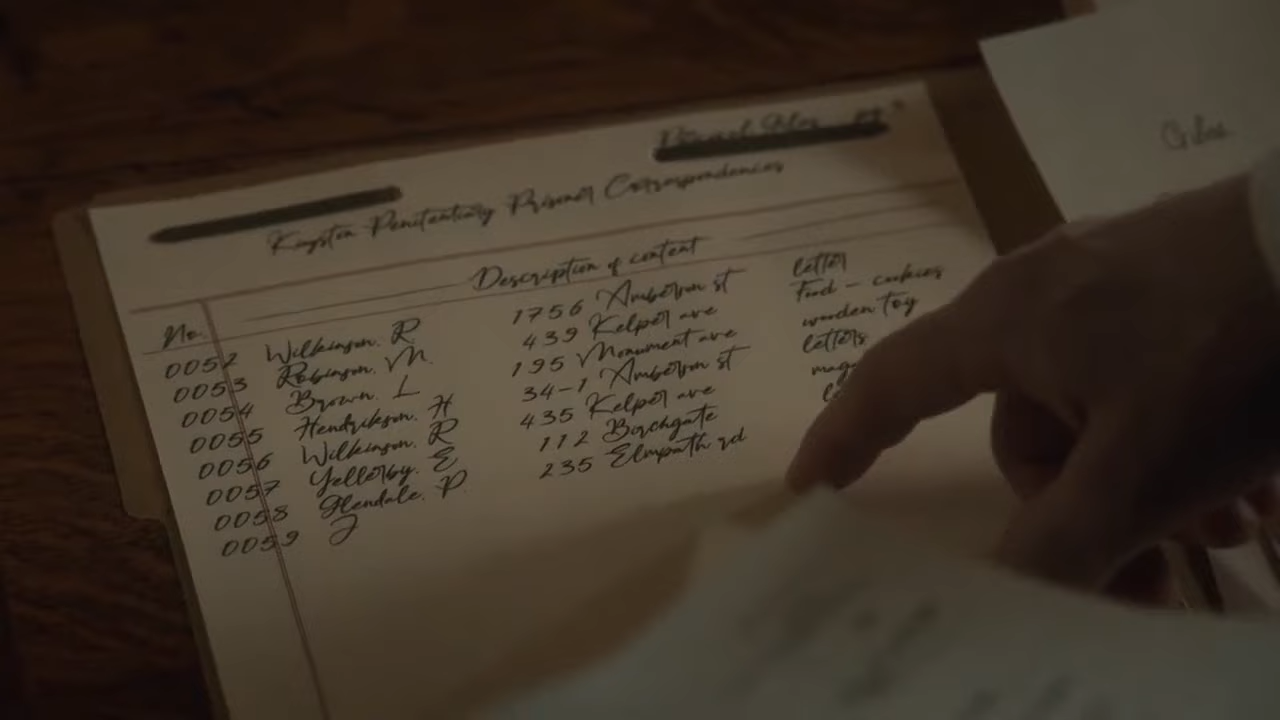 Kingston Penitentiary Prisoner Correspondences
Description of content
No.
0052 Wilkinson. R 1756 Amberson st letter
0053 Robinson. M. 439 Kelper ave Food - cookies
0054 Brown. L 195 Monument ave wooden toy
0055 Hendrikson. H 34-1 Amberson st letters
0056 Wilkinson. R 435 Kelper ave
0057 Yellerby. E 112 Birchgate
0058 Glendale. P 235 Elmpath rd
0059 J